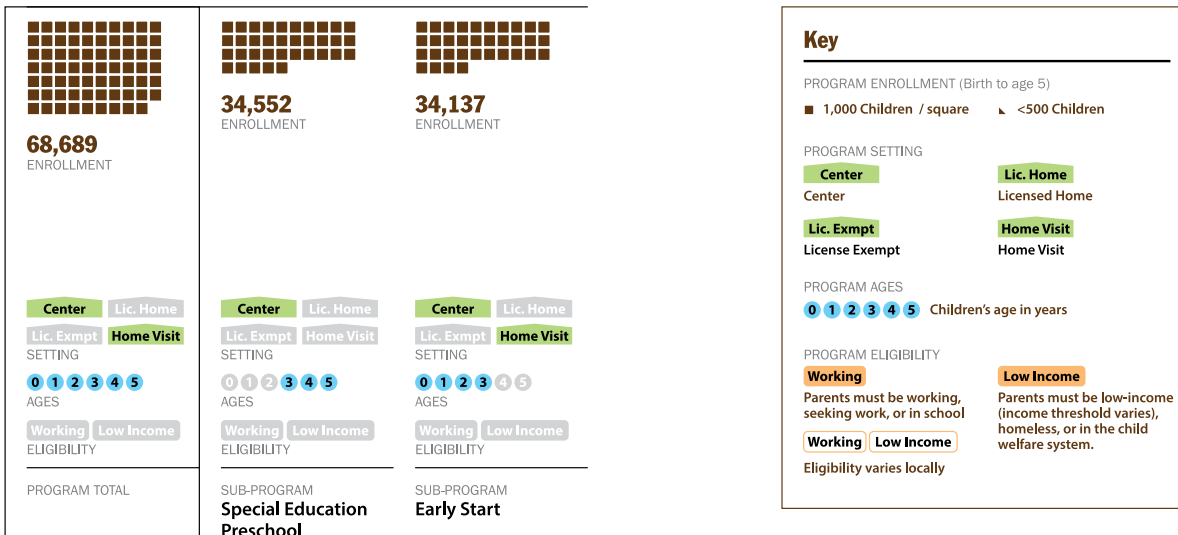 68,689
ENROLLMENT
Center Lic. Home
Lic. Exmpt Home Visit
SETTING
0 1 2 3 4 5
AGES
Working Low Income
ELIGIBILITY
PROGRAM TOTAL
34,552
ENROLLMENT
Center Lic. Home
Lic. Exmpt Home Visit
SETTING
0 1 2 3 4 5
AGES
Working Low Income
ELIGIBILITY
SUB-PROGRAM
Special Education
Preschool
34,137
ENROLLMENT
Center Lic. Home
Lic. Exmpt Home Visit
SETTING
0 1 2 3 4 5
AGES
Working Low Income
ELIGIBILITY
SUB-PROGRAM
Early Start
Key
PROGRAM ENROLLMENT (Birth to age 5)
1,000 Children / square <500 Children
PROGRAM SETTING
Center Lic. Home
Center Licensed Home
Lic. Exmpt Home Visit
License Exempt Home Visit
PROGRAM AGES
0 1 2 3 4 5 Children's age in years
PROGRAM ELIGIBILITY
Working
Parents must be working,
seeking work, or in school
Working Low Income
Eligibility varies locally
Low Income
Parents must be low-income
(income threshold varies),
homeless, or in the child
welfare system.